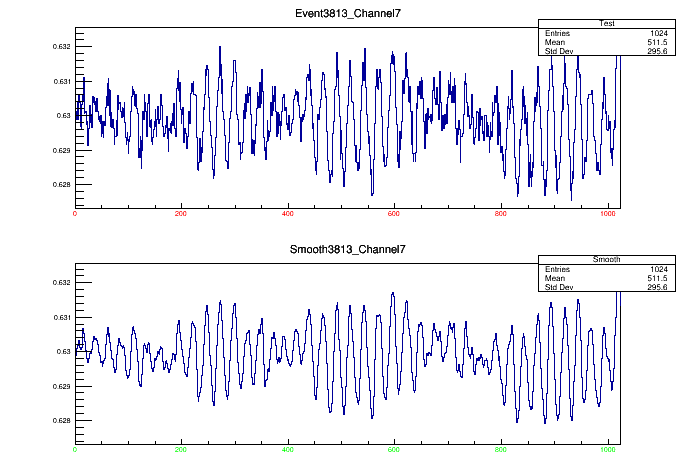 Event3813_Channel7
Test
Entries 1024
Mean 511.5
Std Dev 295.6
0.632
0.631
0.63
0.629
0.628
0 200 400 600 800 1000
Smooth3813_Channel7
Smooth
Entries 1024
Mean 511.5
Std Dev 295.6
0.632
0.631
0.63
0.629
0.628
0 200 400 600 800 1000